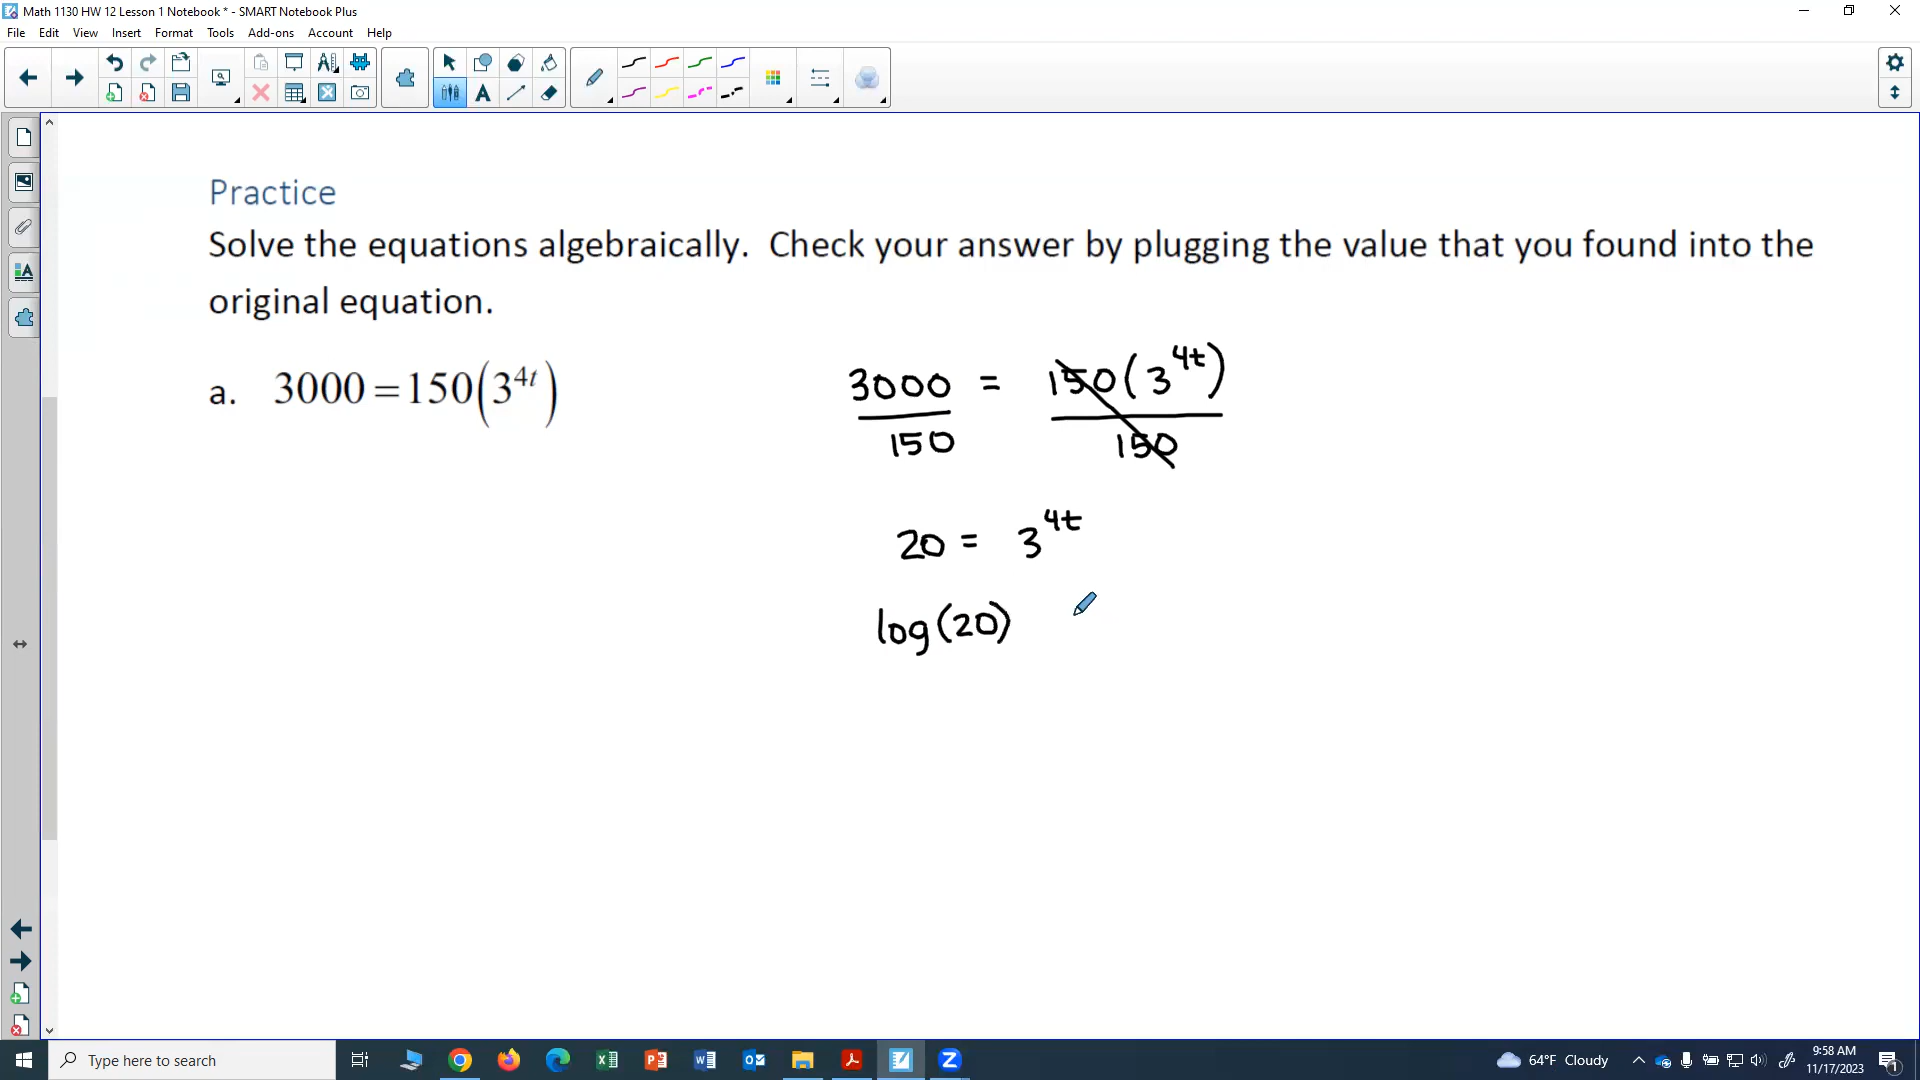 Math 1130 HW 12 Lesson 1 Notebook * - SMART Notebook Plus
File Edit View Insert Format Tools Add-ons Account Help
Practice
Solve the equations algebraically. Check your answer by plugging the value that you found into the
original equation.
a. 3000 = 150(3^{4t})
3000 = 150(3^{4t})
150 150
20 = 3^{4t}
log(20)
Type here to search
64°F Cloudy
9:58 AM
11/17/2023
1